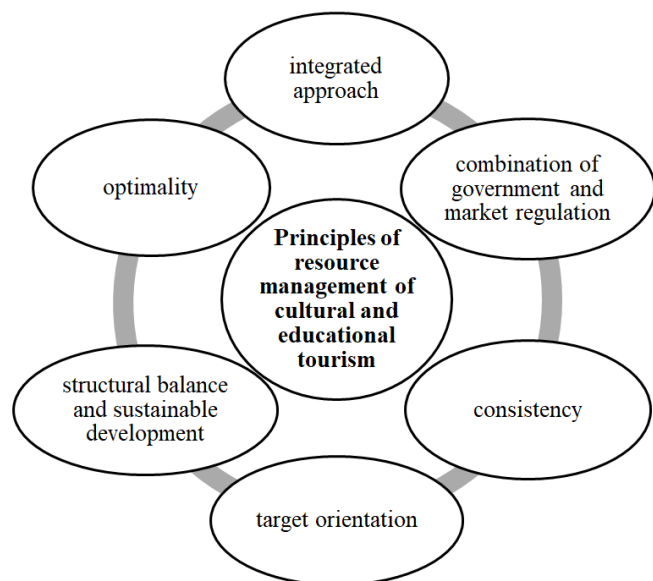 integrated
approach
combination of
government and
market regulation
optimality
Principles of
resource
management of
cultural and
educational
tourism
structural balance
and sustainable
development
consistency
target orientation